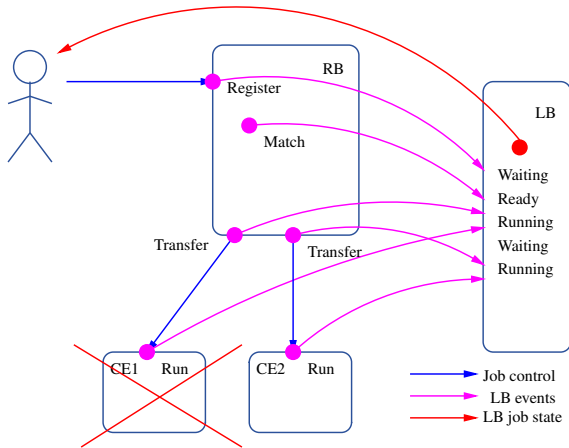 RB
Register
LB
Match
Waiting
Ready
Running
Waiting
Running
Transfer
Transfer
CE1 Run
CE2 Run
Job control
LB events
LB job state